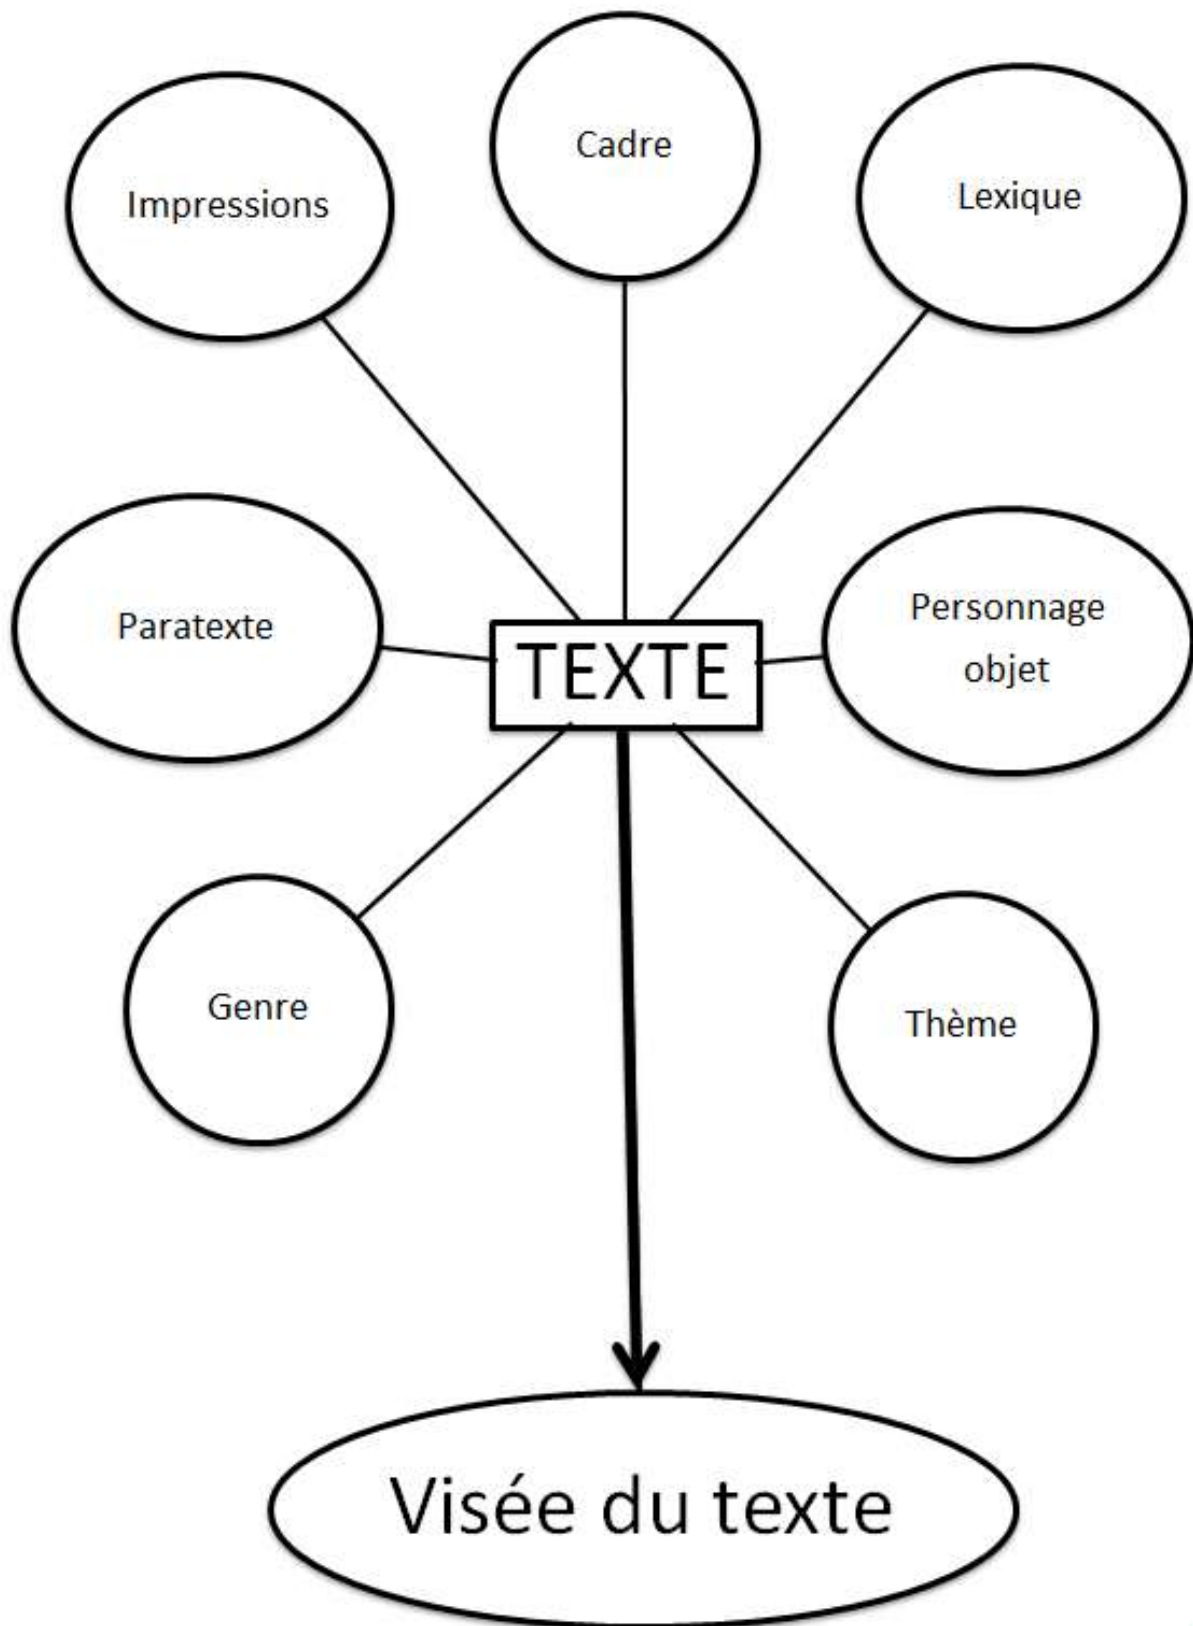 Cadre
Impressions
Lexique
Paratexte
Personnage
objet
TEXTE
Genre
Thème
Visée du texte